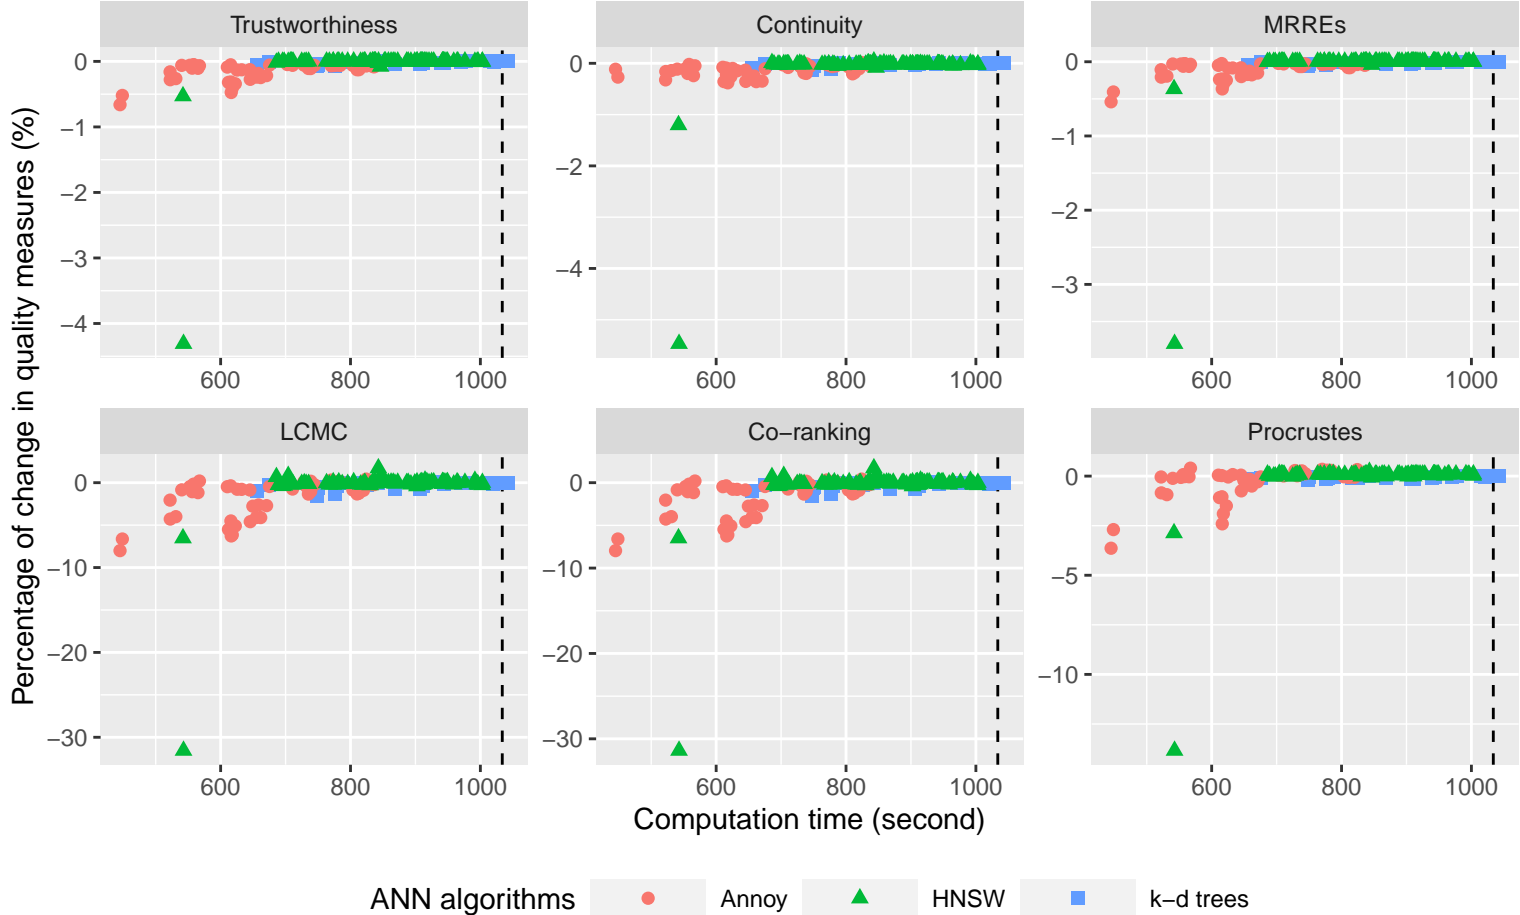 Trustworthiness
Continuity
MRREs
0
−1
−2
−3
−4
0
−2
−4
0
−1
−2
−3
600 800 1000
600 800 1000
600 800 1000
LCMC
Co−ranking
Procrustes
0
−10
−20
−30
0
−10
−20
−30
0
−5
−10
600 800 1000
600 800 1000
600 800 1000
Percentage of change in quality measures (%)
Computation time (second)
ANN algorithms Annoy HNSW k−d trees